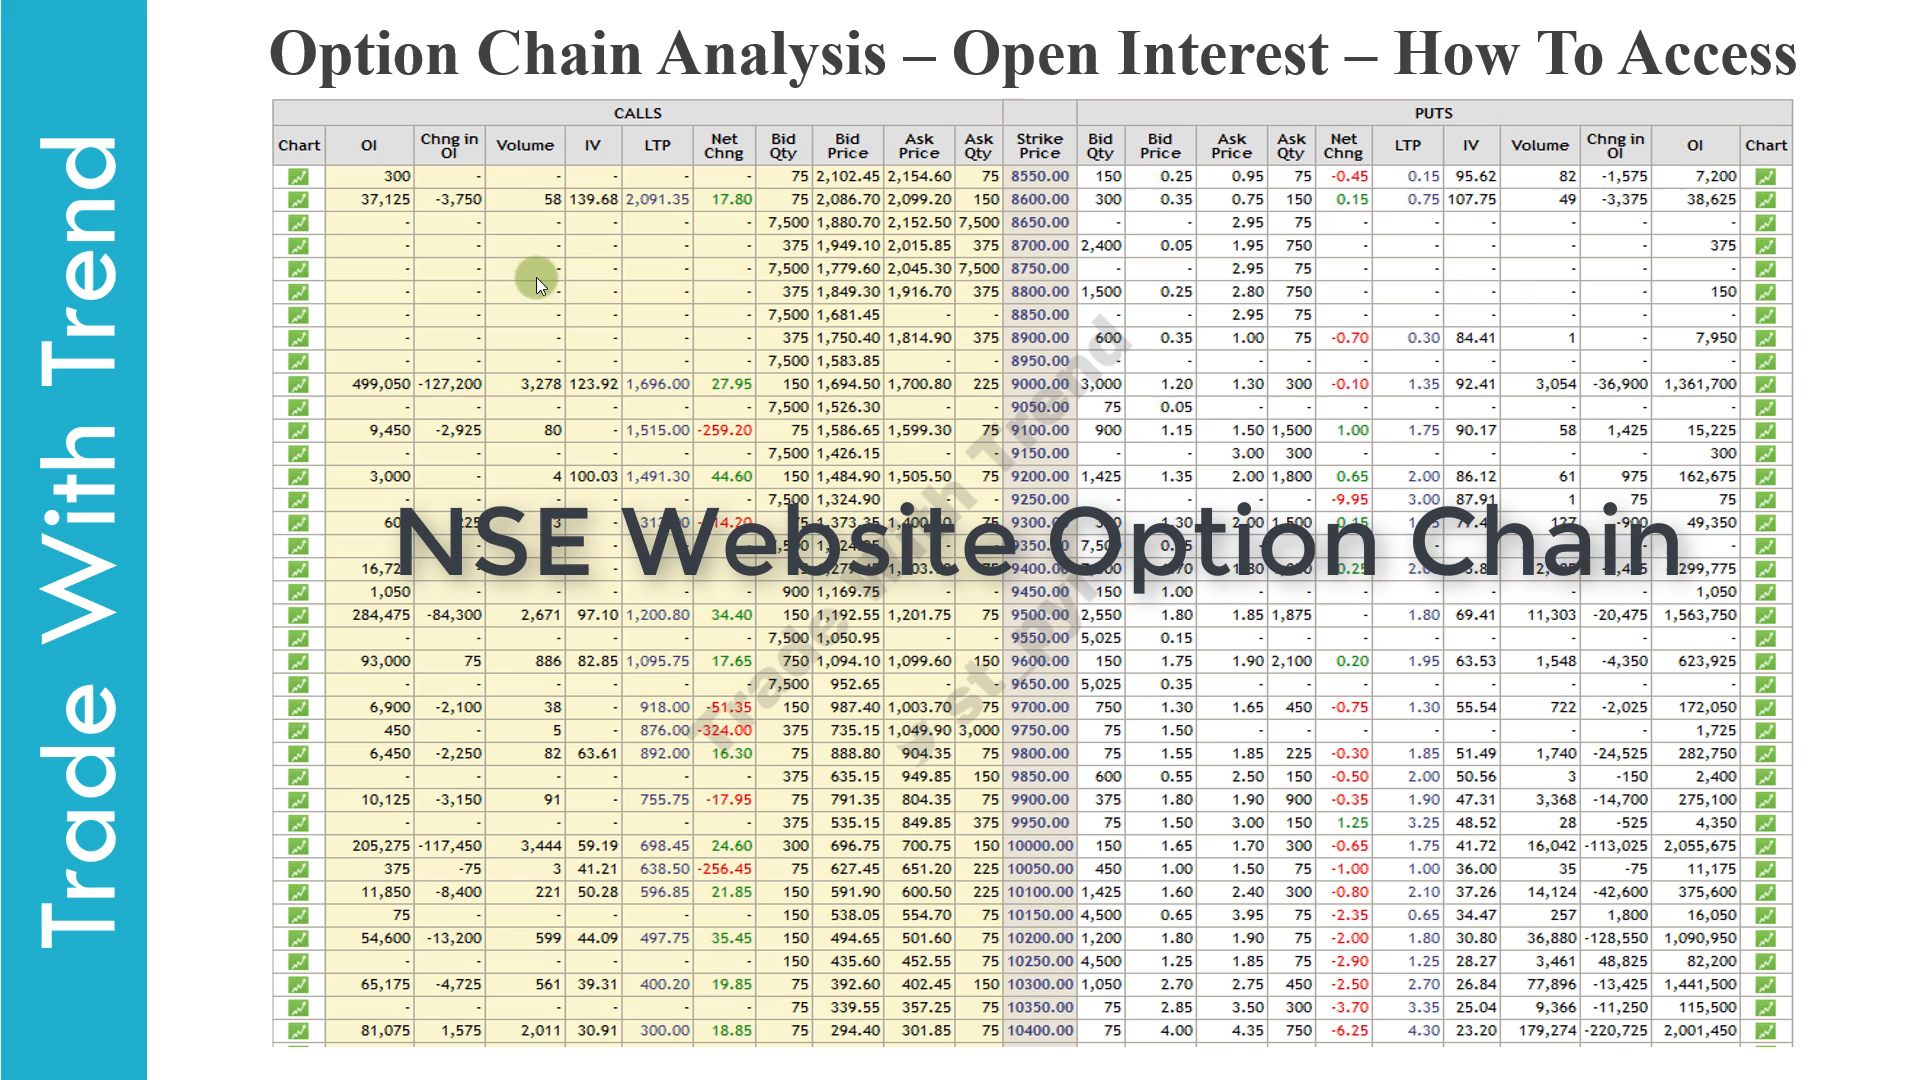 Trade With Trend
Option Chain Analysis – Open Interest – How To Access
CALLS PUTS
Chart OI Chng in OI Volume IV LTP Net Chng Bid Qty Bid Price Ask Price Ask Qty Strike Price Bid Qty Bid Price Ask Price Ask Qty Net Chng LTP IV Volume Chng in OI OI Chart
300 - - - - - 75 2,102.45 2,154.60 75 8550.00 150 0.25 0.95 75 -0.45 0.15 95.62 82 -1,575 7,200
37,125 -3,750 58 139.68 2,091.35 17.80 75 2,086.70 2,099.20 150 8600.00 300 0.35 0.75 150 0.15 0.75 107.75 49 -3,375 38,625
- - - - - - 7,500 1,880.70 2,152.50 7,500 8650.00 - - 2.95 75 - - - - - -
- - - - - - 375 1,949.10 2,015.85 375 8700.00 2,400 0.05 1.95 750 - - - - - 375
- - - - - - 7,500 1,779.60 2,045.30 7,500 8750.00 - - 2.95 75 - - - - - -
- - - - - - 375 1,849.30 1,916.70 375 8800.00 1,500 0.25 2.80 750 - - - - - 150
- - - - - - 7,500 1,681.45 - - 8850.00 - - 2.95 75 - - - - - -
- - - - - - 375 1,750.40 1,814.90 375 8900.00 600 0.35 1.00 75 -0.70 0.30 84.41 1 - 7,950
- - - - - - 7,500 1,583.85 - - 8950.00 - - - - - - - - - -
499,050 -127,200 3,278 123.92 1,696.00 27.95 150 1,694.50 1,700.80 225 9000.00 3,000 1.20 1.30 300 -0.10 1.35 92.41 3,054 -36,900 1,361,700
- - - - - - 7,500 1,526.30 - - 9050.00 75 0.05 - - - - - - - -
9,450 -2,925 80 - 1,515.00 -259.20 75 1,586.65 1,599.30 75 9100.00 900 1.15 1.50 1,500 1.00 1.75 90.17 58 1,425 15,225
- - - - - - 7,500 1,426.15 - - 9150.00 - - 3.00 300 - - - - - 300
3,000 - 4 100.03 1,491.30 44.60 150 1,484.90 1,505.50 75 9200.00 1,425 1.35 2.00 1,800 0.65 2.00 86.12 61 975 162,675
- - - - - - 7,500 1,324.90 - - 9250.00 - - - - -9.95 3.00 87.91 1 75 75
75 9300.00 1.30 2.00 1,500 0.15 127 -900 49,350
9350.00
NSE Website Option Chain
9400.00 0.25 299,775
1,050 - - - - - 900 1,169.75 - - 9450.00 150 1.00 - - - - - - - 1,050
284,475 -84,300 2,671 97.10 1,200.80 34.40 150 1,192.55 1,201.75 75 9500.00 2,550 1.80 1.85 1,875 - 1.80 69.41 11,303 -20,475 1,563,750
- - - - - - 7,500 1,050.95 - - 9550.00 5,025 0.15 - - - - - - - -
93,000 75 886 82.85 1,095.75 17.65 750 1,094.10 1,099.60 150 9600.00 150 1.75 1.90 2,100 0.20 1.95 63.53 1,548 -4,350 623,925
- - - - - - 7,500 952.65 - - 9650.00 5,025 0.35 - - - - - - - -
6,900 -2,100 38 - 918.00 -51.35 150 987.40 1,003.70 75 9700.00 750 1.30 1.65 450 -0.75 1.30 55.54 722 -2,025 172,050
450 - 5 - 876.00 -324.00 375 735.15 1,049.90 3,000 9750.00 75 1.50 - - - - - - - 1,725
6,450 -2,250 82 63.61 892.00 16.30 75 888.80 904.35 75 9800.00 75 1.55 1.85 225 -0.30 1.85 51.49 1,740 -24,525 282,750
- - - - - - 375 635.15 949.85 150 9850.00 600 0.55 2.50 150 -0.50 2.00 50.56 3 -150 2,400
10,125 -3,150 91 - 755.75 -17.95 75 791.35 804.35 75 9900.00 375 1.80 1.90 900 -0.35 1.90 47.31 3,368 -14,700 275,100
- - - - - - 375 535.15 849.85 375 9950.00 75 1.50 3.00 150 1.25 3.25 48.52 28 -525 4,350
205,275 -117,450 3,444 59.19 698.45 24.60 300 696.75 700.75 150 10000.00 150 1.65 1.70 300 -0.65 1.75 41.72 16,042 -113,025 2,055,675
375 -75 3 41.21 638.50 -256.45 75 627.45 651.20 225 10050.00 450 1.00 1.50 75 -1.00 1.00 36.00 35 -75 11,175
11,850 -8,400 221 50.28 596.85 21.85 150 591.90 600.50 225 10100.00 1,425 1.60 2.40 300 -0.80 2.10 37.26 14,124 -42,600 375,600
75 - - - - - 150 538.05 554.70 75 10150.00 4,500 0.65 3.95 75 -2.35 0.65 34.47 257 1,800 16,050
54,600 -13,200 599 44.09 497.75 35.45 150 494.65 501.60 75 10200.00 1,200 1.80 1.90 75 -2.00 1.80 30.80 36,880 -128,550 1,090,950
- - - - - - 150 435.60 452.55 75 10250.00 4,500 1.25 1.85 75 -2.90 1.25 28.27 3,461 48,825 82,200
65,175 -4,725 561 39.31 400.20 19.85 75 392.60 402.45 150 10300.00 1,050 2.70 2.75 450 -2.50 2.70 26.84 77,896 -13,425 1,441,500
- - - - - - 75 339.55 357.25 75 10350.00 75 2.85 3.50 300 -3.70 3.35 25.04 9,366 -11,250 115,500
81,075 1,575 2,011 30.91 300.00 18.85 75 294.40 301.85 75 10400.00 75 4.00 4.35 750 -6.25 4.30 23.20 179,274 -220,725 2,001,450
Trade With Trend